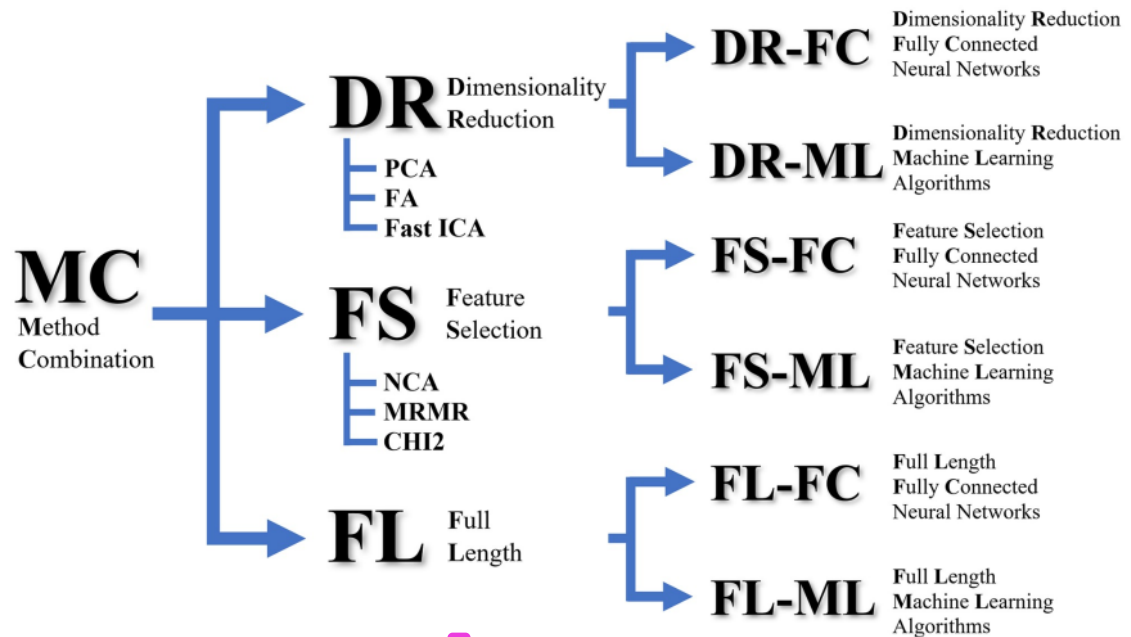 MC
Method
Combination
DR
Dimensionality
Reduction
PCA
FA
Fast ICA
FS
Feature
Selection
NCA
MRMR
CHI2
FL
Full
Length
DR-FC
Dimensionality Reduction
Fully Connected
Neural Networks
DR-ML
Dimensionality Reduction
Machine Learning
Algorithms
FS-FC
Feature Selection
Fully Connected
Neural Networks
FS-ML
Feature Selection
Machine Learning
Algorithms
FL-FC
Full Length
Fully Connected
Neural Networks
FL-ML
Full Length
Machine Learning
Algorithms